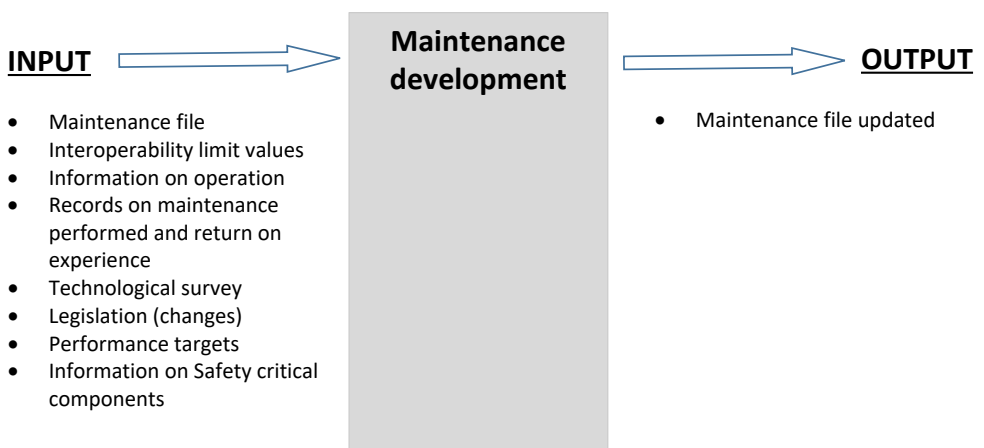 INPUT
Maintenance
development
OUTPUT
• Maintenance file
• Interoperability limit values
• Information on operation
• Records on maintenance
performed and return on
experience
• Technological survey
• Legislation (changes)
• Performance targets
• Information on Safety critical
components
• Maintenance file updated